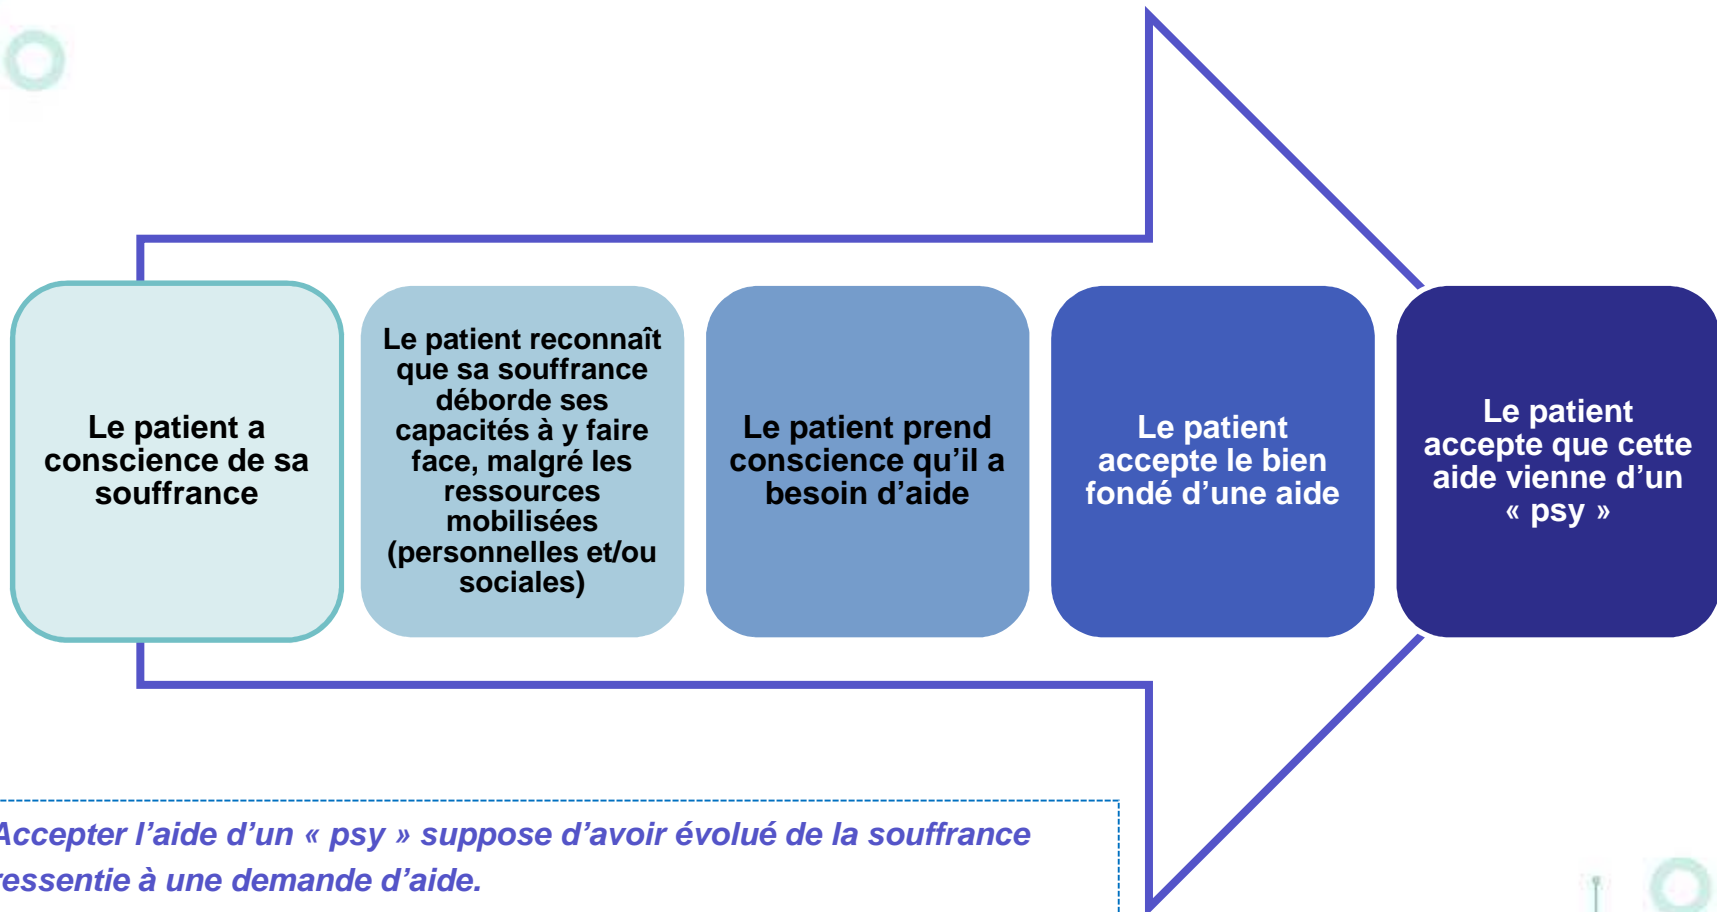 Le patient a
conscience de sa
souffrance
Le patient reconnaît
que sa souffrance
déborde ses
capacités à y faire
face, malgré les
ressources
mobilisées
(personnelles et/ou
sociales)
Le patient prend
conscience qu’il a
besoin d’aide
Le patient
accepte le bien
fondé d’une aide
Le patient
accepte que cette
aide vienne d’un
« psy »
Accepter l’aide d’un « psy » suppose d’avoir évolué de la souffrance
ressentie à une demande d’aide.